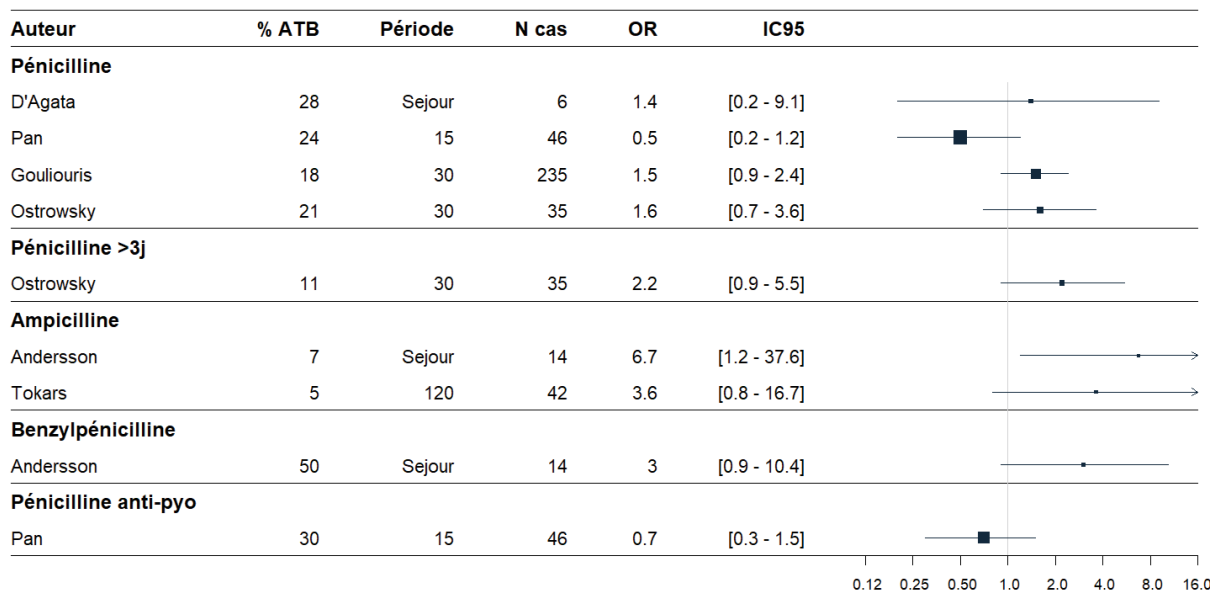 Auteur % ATB Période N cas OR IC95
Pénicilline
D'Agata 28 Sejour 6 1.4 [0.2 - 9.1]
Pan 24 15 46 0.5 [0.2 - 1.2]
Gouliouris 18 30 235 1.5 [0.9 - 2.4]
Ostrowsky 21 30 35 1.6 [0.7 - 3.6]
Pénicilline >3j
Ostrowsky 11 30 35 2.2 [0.9 - 5.5]
Ampicilline
Andersson 7 Sejour 14 6.7 [1.2 - 37.6]
Tokars 5 120 42 3.6 [0.8 - 16.7]
Benzylpénicilline
Andersson 50 Sejour 14 3 [0.9 - 10.4]
Pénicilline anti-pyo
Pan 30 15 46 0.7 [0.3 - 1.5]
0.12 0.25 0.50 1.0 2.0 4.0 8.0 16.0